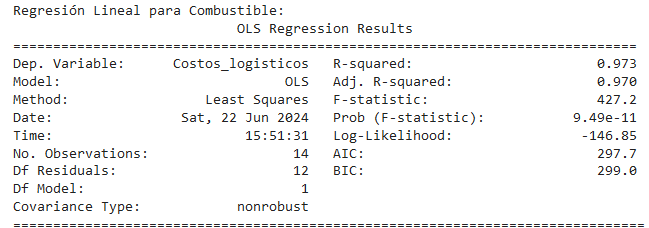 Regresión Lineal para Combustible:
                            OLS Regression Results
==============================================================================
Dep. Variable:      Costos_logisticos   R-squared:                       0.973
Model:                            OLS   Adj. R-squared:                  0.970
Method:                 Least Squares   F-statistic:                     427.2
Date:                Sat, 22 Jun 2024   Prob (F-statistic):           9.49e-11
Time:                        15:51:31   Log-Likelihood:                -146.85
No. Observations:                  14   AIC:                             297.7
Df Residuals:                      12   BIC:                             299.0
Df Model:                           1
Covariance Type:            nonrobust
==============================================================================